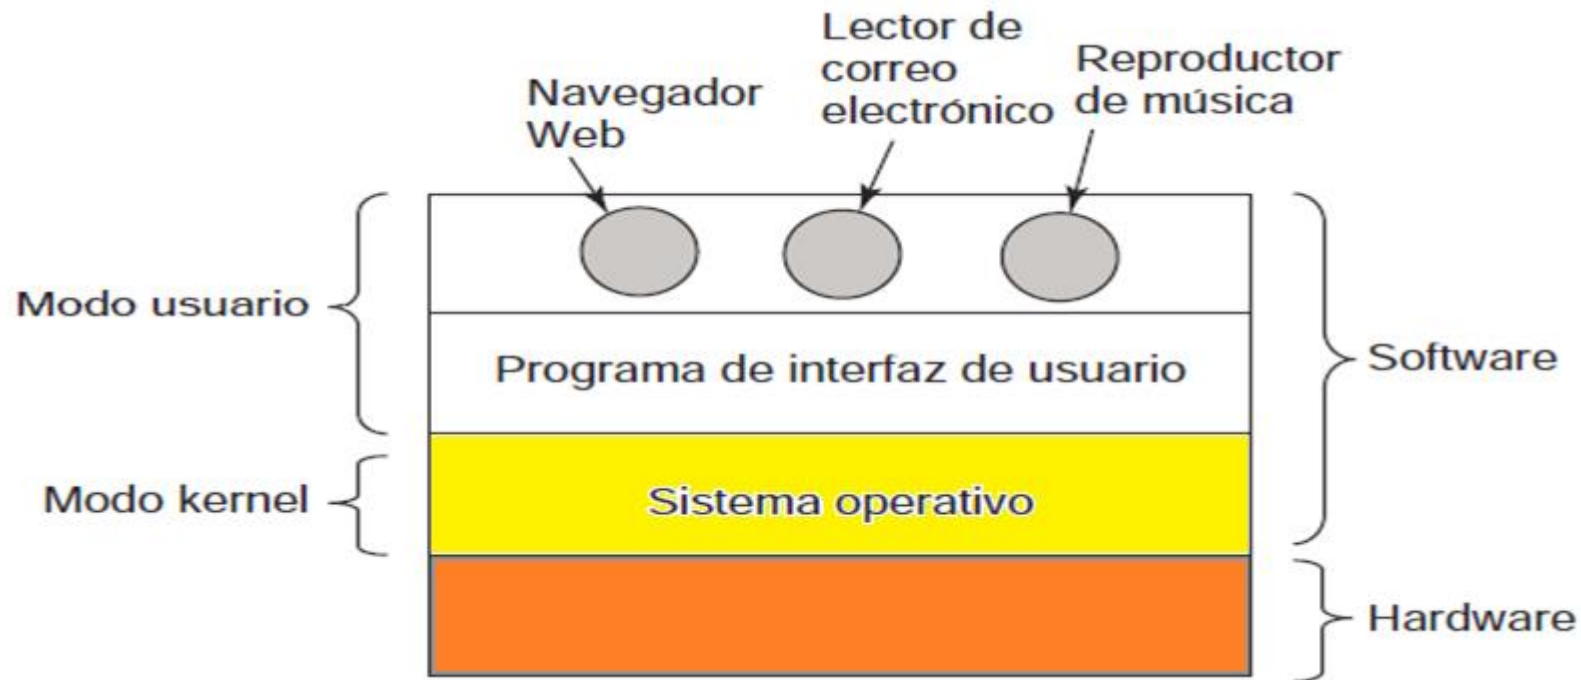 Navegador
Web
Lector de
correo
electrónico
Reproductor
de música
Modo usuario
Programa de interfaz de usuario
Software
Modo kernel
Sistema operativo
Hardware